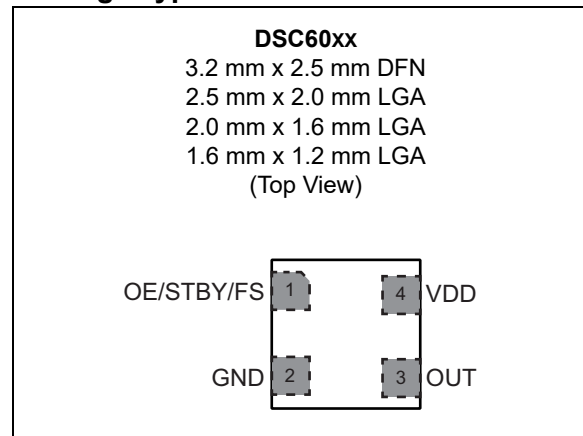 DSC60xx
3.2 mm x 2.5 mm DFN
2.5 mm x 2.0 mm LGA
2.0 mm x 1.6 mm LGA
1.6 mm x 1.2 mm LGA
(Top View)
OE/STBY/FS 1 4 VDD
GND 2 3 OUT